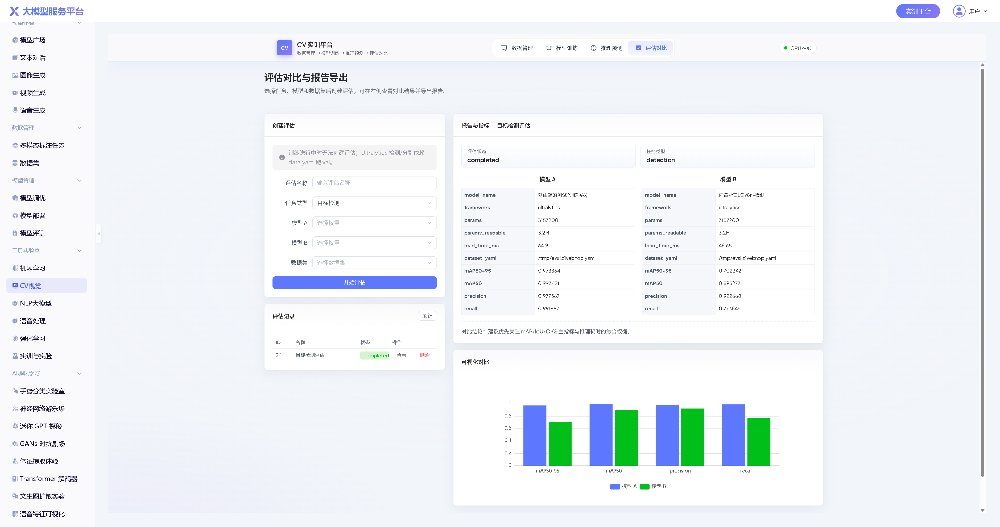 大模型服务平台
实训平台
用户
模型体验
模型广场
文本对话
图像生成
视频生成
语音生成
数据管理
多模态标注任务
数据集
模型管理
模型调优
模型部署
模型评测
工具实验室
机器学习
CV视觉
NLP大模型
语音处理
强化学习
实训与实验
AI趣味学习
手势分类实验室
神经网络游乐场
迷你 GPT 探秘
GANs 对抗剧场
体征提取体验
Transformer 解码器
文生图扩散实验
语音特征可视化
CV
CV 实训平台
数据管理 → 模型训练 → 推理预测 → 评估对比
数据管理
模型训练
推理预测
评估对比
GPU 在线
评估对比与报告导出
选择任务、模型和数据集后创建评估，可在右侧查看对比结果并导出报告。
创建评估
训练进行中时无法创建评估；Ultralytics 检测/分割依赖
data.yaml 跑 val。
评估名称 输入评估名称
任务类型 目标检测
模型 A 选择权重
模型 B 选择权重
数据集 选择数据集
开始评估
评估记录
刷新
ID 名称 状态 操作
24 目标检测评估 completed 查看 删除
报告与指标 — 目标检测评估
评估状态
completed
任务类型
detection
模型 A
model_name 刘雨锡的测试 (训练 #6)
framework ultralytics
params 3157200
params_readable 3.2M
load_time_ms 64.9
dataset_yaml /tmp/eval.z1vebnop.yaml
mAP50-95 0.973364
mAP50 0.993421
precision 0.977567
recall 0.991667
模型 B
model_name 内置-YOLOv8n-检测
framework ultralytics
params 3157200
params_readable 3.2M
load_time_ms 48.65
dataset_yaml /tmp/eval.z1vebnop.yaml
mAP50-95 0.702342
mAP50 0.895277
precision 0.922668
recall 0.773845
对比结论：建议优先关注 mAP/IoU/OKS 主指标与推理耗时的综合权衡。
可视化对比
1
0.8
0.6
0.4
0.2
0
mAP50-95 mAP50 precision recall
模型 A 模型 B